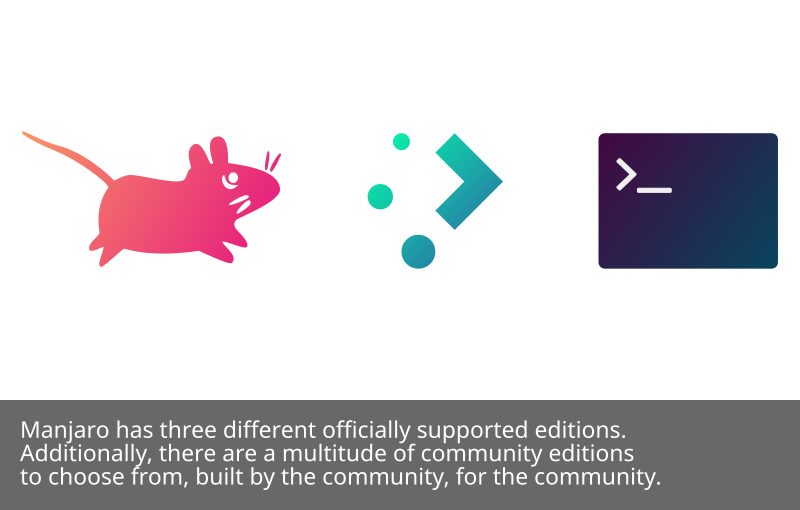 Manjaro has three different officially supported editions.
Additionally, there are a multitude of community editions
to choose from, built by the community, for the community.